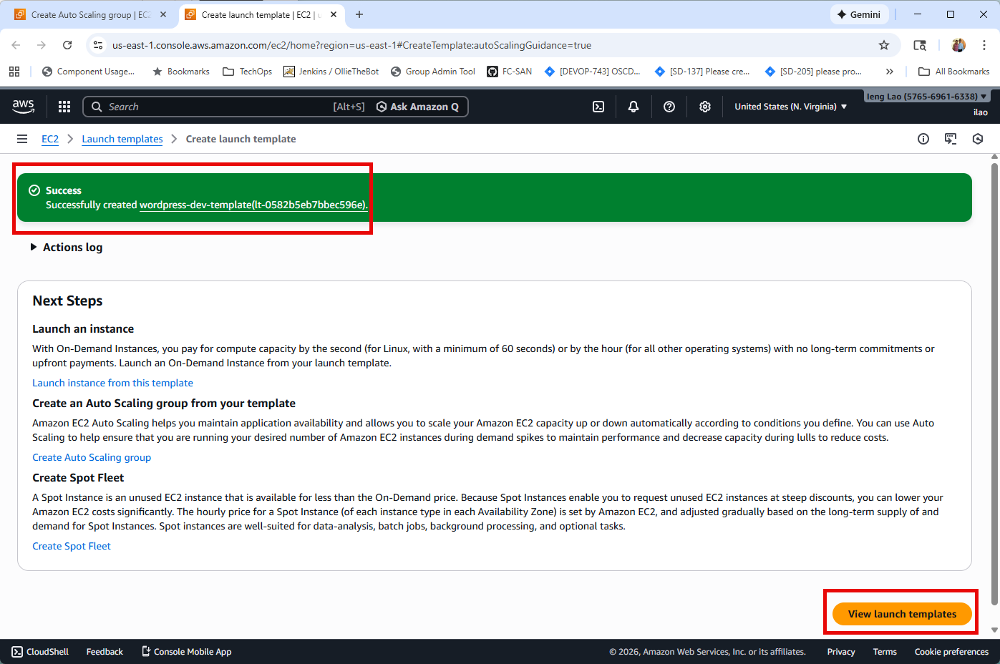 Create Auto Scaling group | EC2
Create launch template | EC2 | u
Gemini
us-east-1.console.aws.amazon.com/ec2/home?region=us-east-1#CreateTemplate:autoScalingGuidance=true
Component Usage...
Bookmarks
TechOps
Jenkins / OllieTheBot
Group Admin Tool
FC-SAN
[DEVOP-743] OSCD...
[SD-137] Please cre...
[SD-205] please pro...
All Bookmarks
aws
Search
[Alt+S]
Ask Amazon Q
United States (N. Virginia)
Ieng Lao (5765-6961-6338)
ilao
EC2
Launch templates
Create launch template
Success
Successfully created wordpress-dev-template(lt-0582b5eb7bbec596e).
Actions log
Next Steps
Launch an instance
With On-Demand Instances, you pay for compute capacity by the second (for Linux, with a minimum of 60 seconds) or by the hour (for all other operating systems) with no long-term commitments or
upfront payments. Launch an On-Demand Instance from your launch template.
Launch instance from this template
Create an Auto Scaling group from your template
Amazon EC2 Auto Scaling helps you maintain application availability and allows you to scale your Amazon EC2 capacity up or down automatically according to conditions you define. You can use Auto
Scaling to help ensure that you are running your desired number of Amazon EC2 instances during demand spikes to maintain performance and decrease capacity during lulls to reduce costs.
Create Auto Scaling group
Create Spot Fleet
A Spot Instance is an unused EC2 instance that is available for less than the On-Demand price. Because Spot Instances enable you to request unused EC2 instances at steep discounts, you can lower your
Amazon EC2 costs significantly. The hourly price for a Spot Instance (of each instance type in each Availability Zone) is set by Amazon EC2, and adjusted gradually based on the long-term supply of and
demand for Spot Instances. Spot instances are well-suited for data-analysis, batch jobs, background processing, and optional tasks.
Create Spot Fleet
View launch templates
CloudShell
Feedback
Console Mobile App
© 2026, Amazon Web Services, Inc. or its affiliates.
Privacy
Terms
Cookie preferences